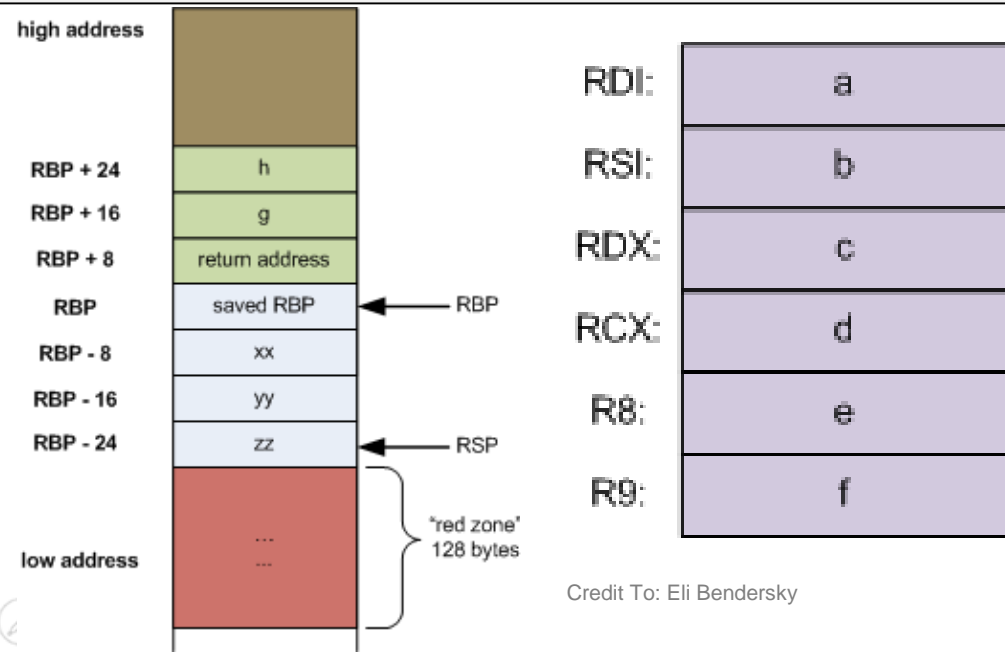 high address
RBP + 24 h
RBP + 16 g
RBP + 8 return address
RBP saved RBP RBP
RBP - 8 xx
RBP - 16 yy
RBP - 24 zz RSP
...
...
"red zone"
128 bytes
low address
RDI: a
RSI: b
RDX: c
RCX: d
R8: e
R9: f
Credit To: Eli Bendersky